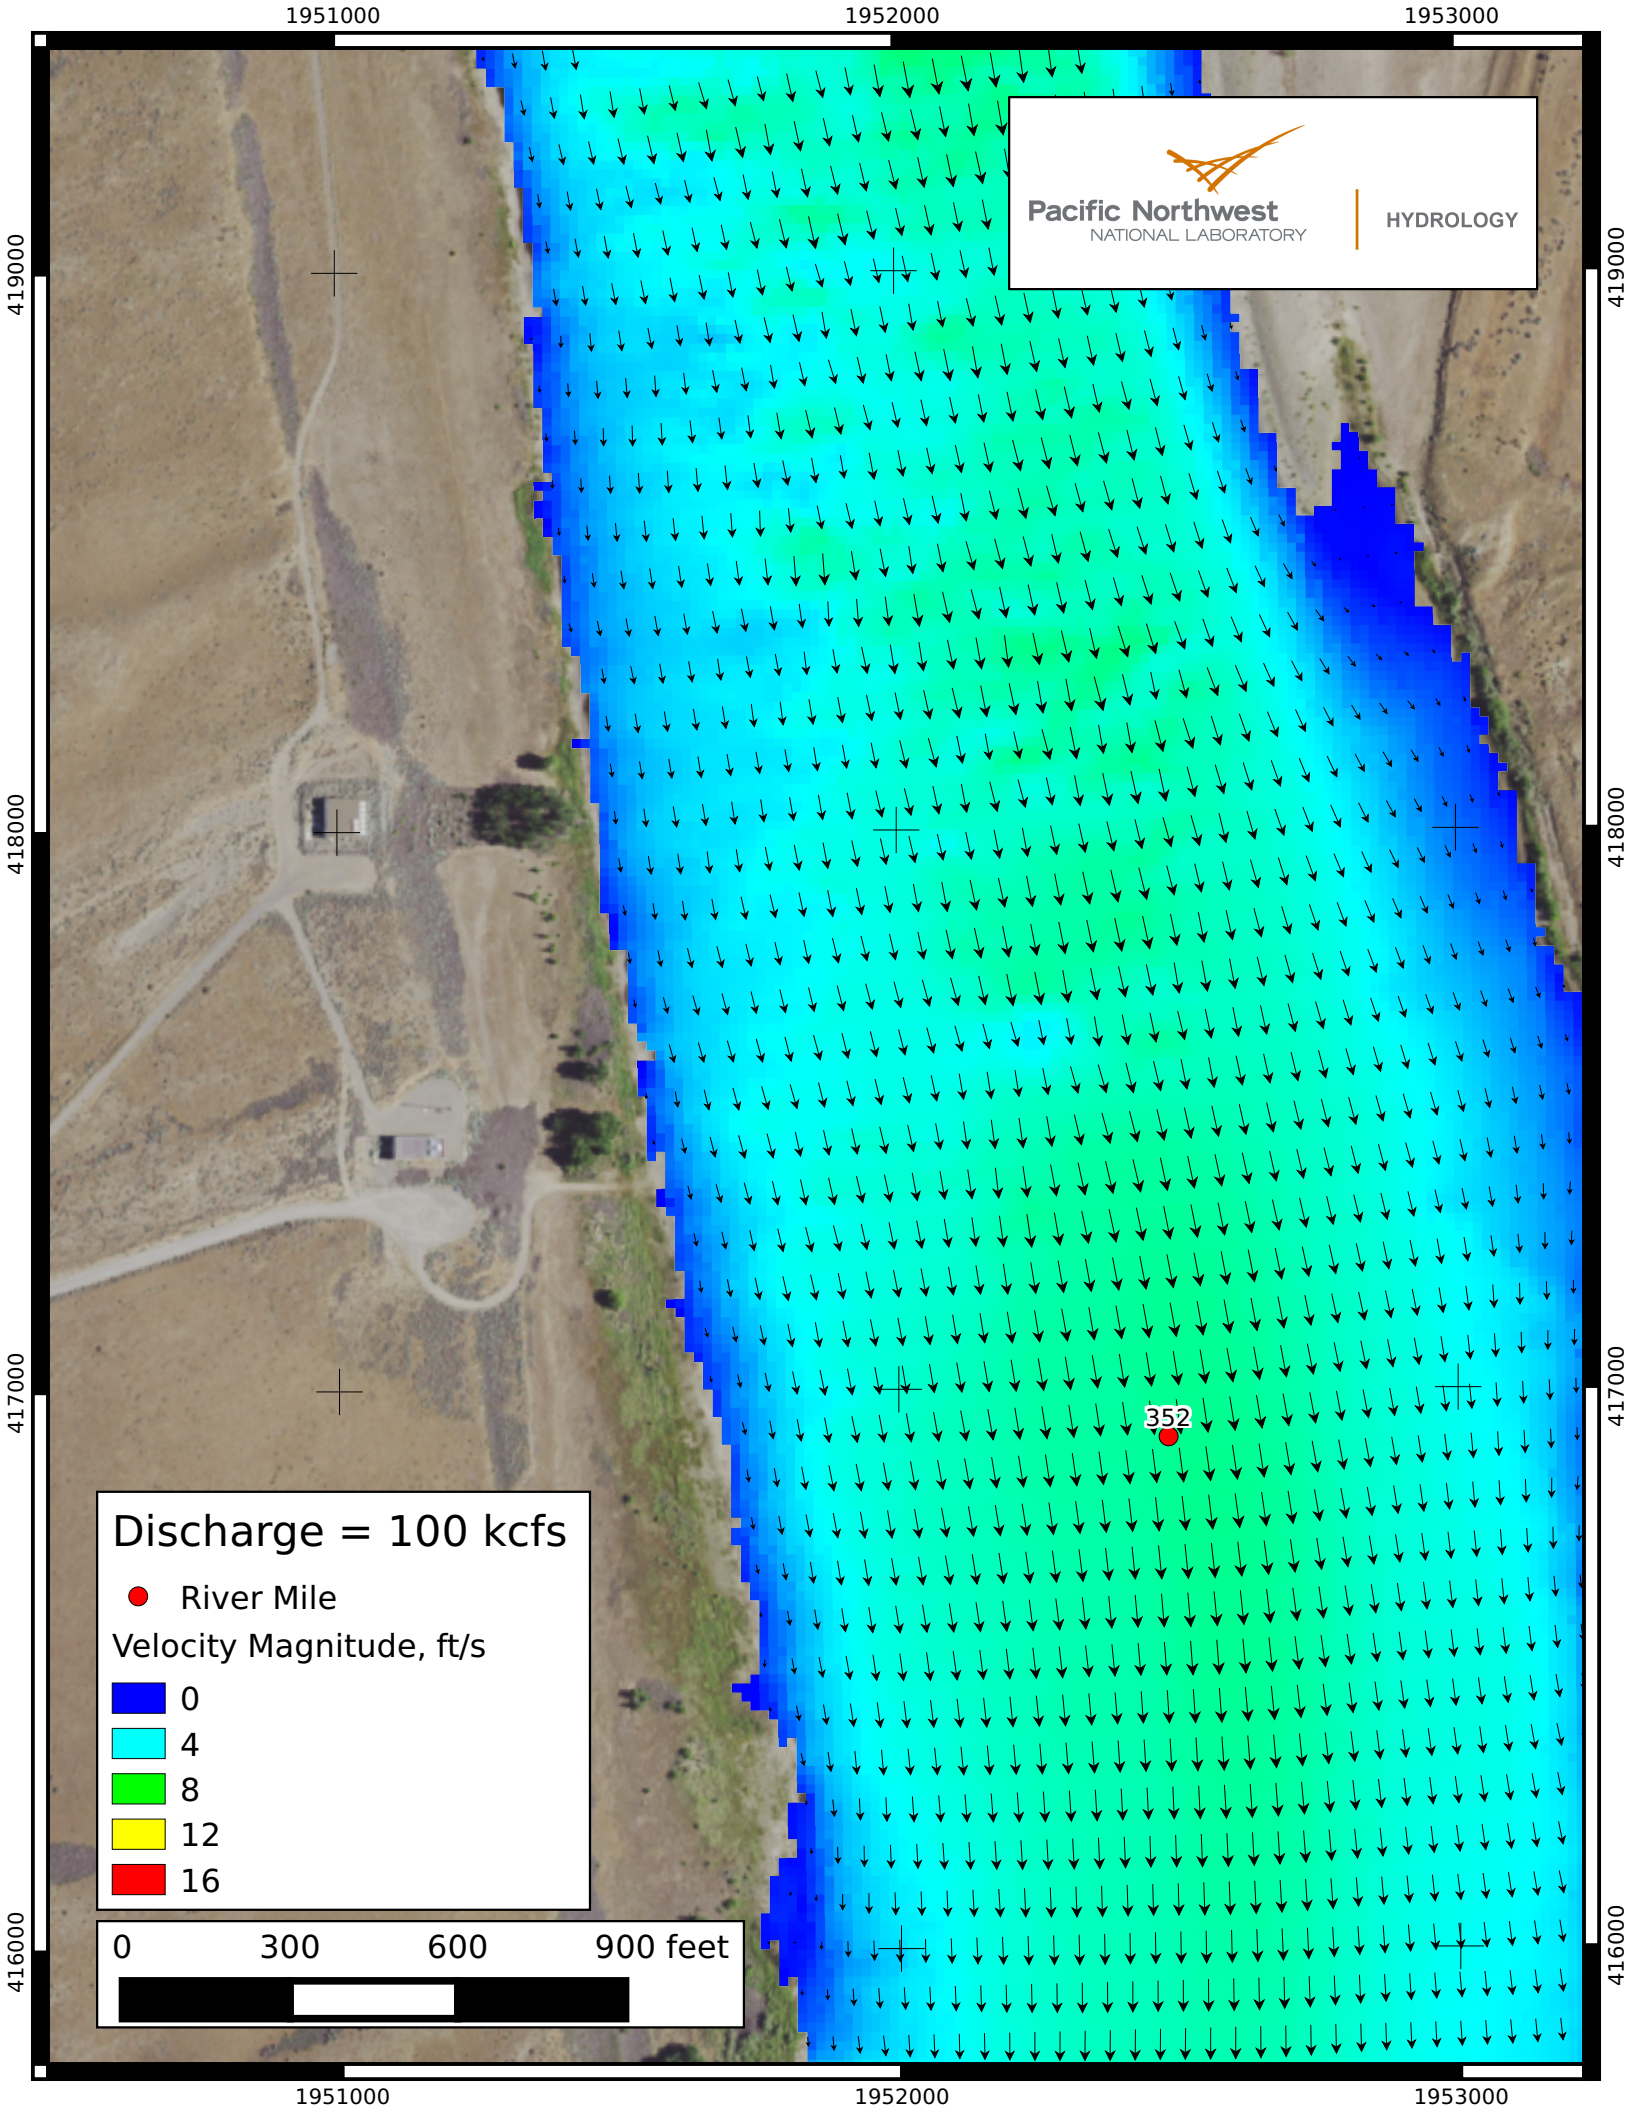 1951000 1952000 1953000
Pacific Northwest
NATIONAL LABORATORY
HYDROLOGY
419000 419000
418000 418000
417000 417000
352
Discharge = 100 kcfs
River Mile
Velocity Magnitude, ft/s
0
4
8
12
16
0 300 600 900 feet
416000 416000
1951000 1952000 1953000